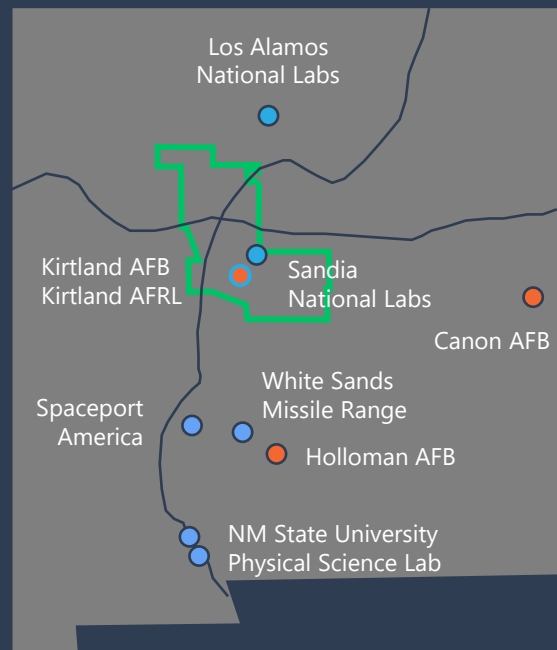 Los Alamos
National Labs
Kirtland AFB
Kirtland AFRL
Sandia
National Labs
Canon AFB
White Sands
Missile Range
Spaceport
America
Holloman AFB
NM State University
Physical Science Lab